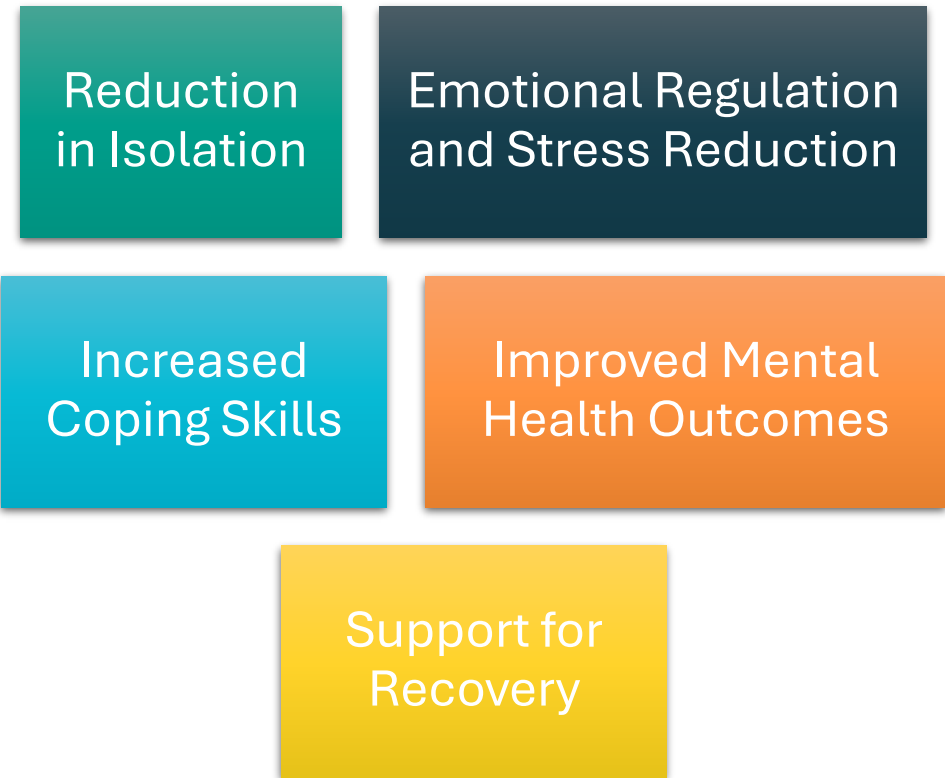 Reduction
in Isolation
Emotional Regulation
and Stress Reduction
Increased
Coping Skills
Improved Mental
Health Outcomes
Support for
Recovery